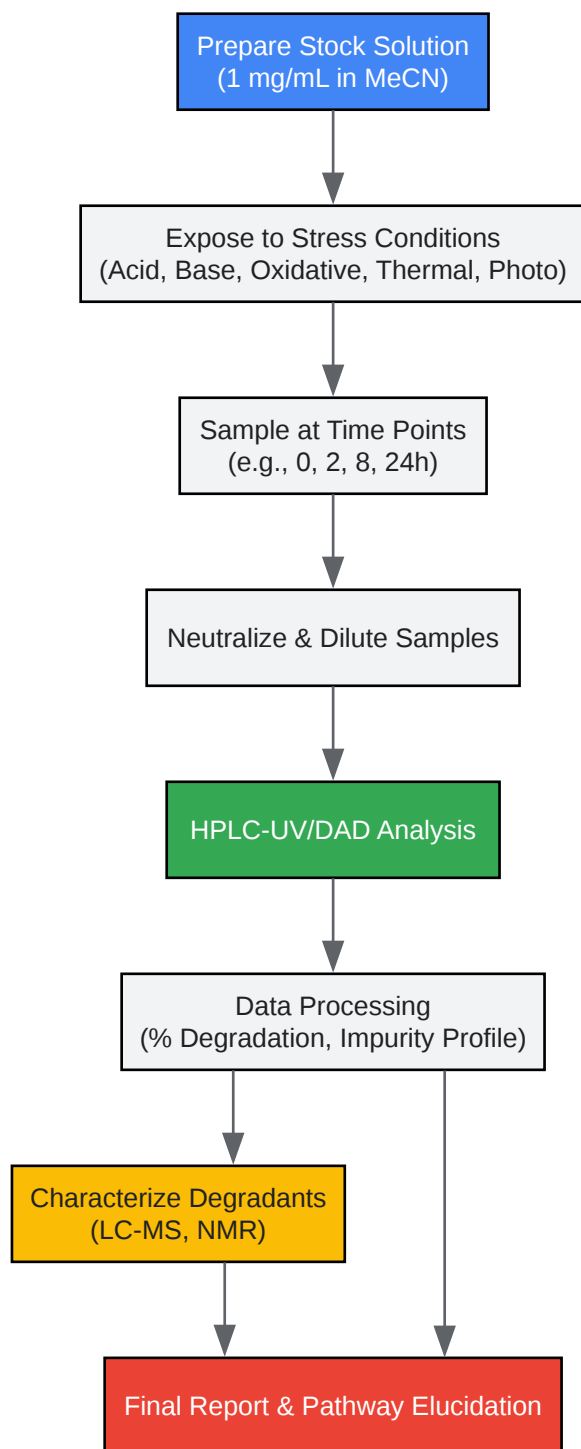 Prepare Stock Solution
(1 mg/mL in MeCN)
Expose to Stress Conditions
(Acid, Base, Oxidative, Thermal, Photo)
Sample at Time Points
(e.g., 0, 2, 8, 24h)
Neutralize & Dilute Samples
HPLC-UV/DAD Analysis
Data Processing
(% Degradation, Impurity Profile)
Characterize Degradants
(LC-MS, NMR)
Final Report & Pathway Elucidation